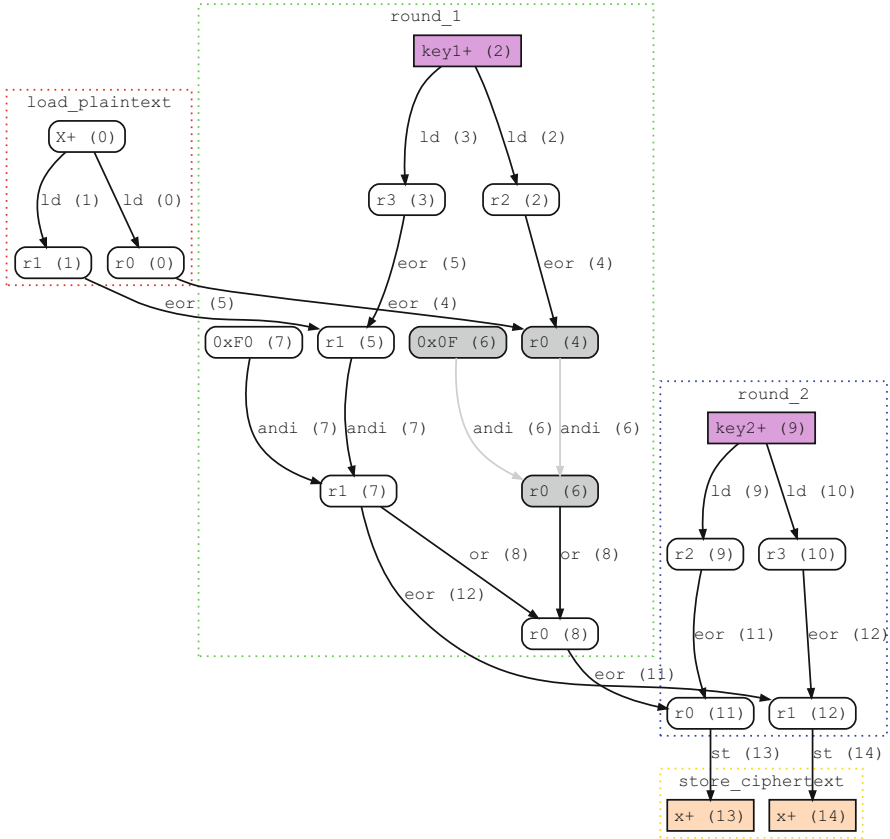 round_1
key1+ (2)
load_plaintext
X+ (0)
ld (3)
ld (2)
ld (1)
ld (0)
r3 (3)
r2 (2)
r1 (1)
r0 (0)
eor (5)
eor (4)
eor (5)
eor (4)
0xF0 (7)
r1 (5)
0x0F (6)
r0 (4)
round_2
key2+ (9)
andi (7)
andi (7)
andi (6)
andi (6)
r1 (7)
r0 (6)
ld (9)
ld (10)
or (8)
or (8)
r2 (9)
r3 (10)
eor (12)
r0 (8)
eor (11)
eor (12)
eor (11)
r0 (11)
r1 (12)
st (13)
st (14)
store_ciphertext
x+ (13)
x+ (14)